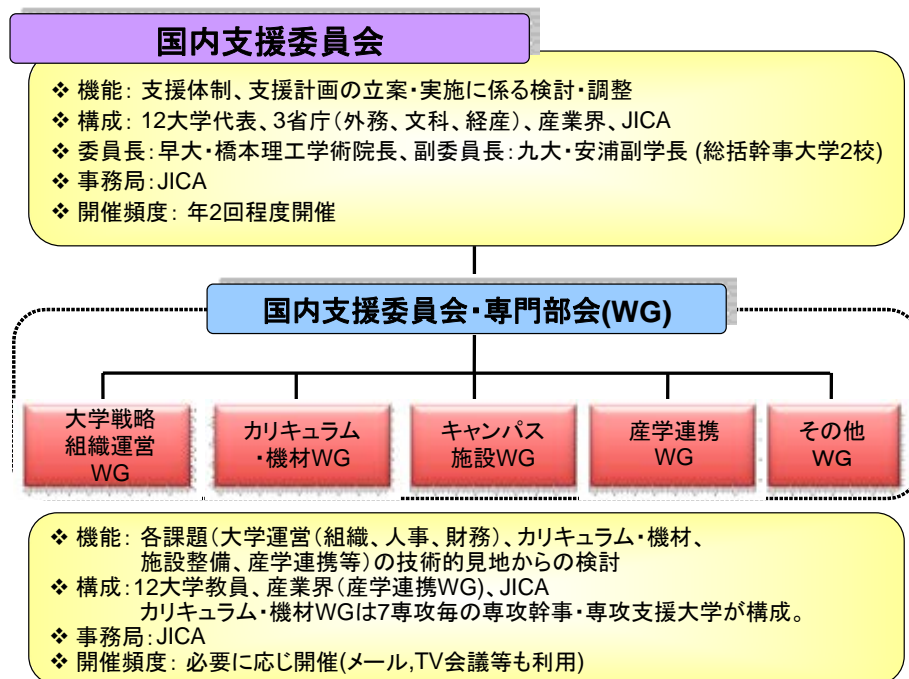 国内支援委員会
❖ 機能： 支援体制、支援計画の立案・実施に係る検討・調整
❖ 構成： 12大学代表、3省庁（外務、文科、経産）、産業界、JICA
❖ 委員長：早大・橋本理工学術院長、副委員長：九大・安浦副学長 (総括幹事大学2校)
❖ 事務局：JICA
❖ 開催頻度： 年2回程度開催
国内支援委員会・専門部会(WG)
大学戦略
組織運営
WG
カリキュラム
・機材WG
キャンパス
施設WG
産学連携
WG
その他
WG
❖ 機能： 各課題（大学運営（組織、人事、財務）、カリキュラム・機材、
施設整備、産学連携等）の技術的見地からの検討
❖ 構成：12大学教員、産業界（産学連携WG）、JICA
カリキュラム・機材WGは7専攻毎の専攻幹事・専攻支援大学が構成。
❖ 事務局：JICA
❖ 開催頻度： 必要に応じ開催(メール,TV会議等も利用)